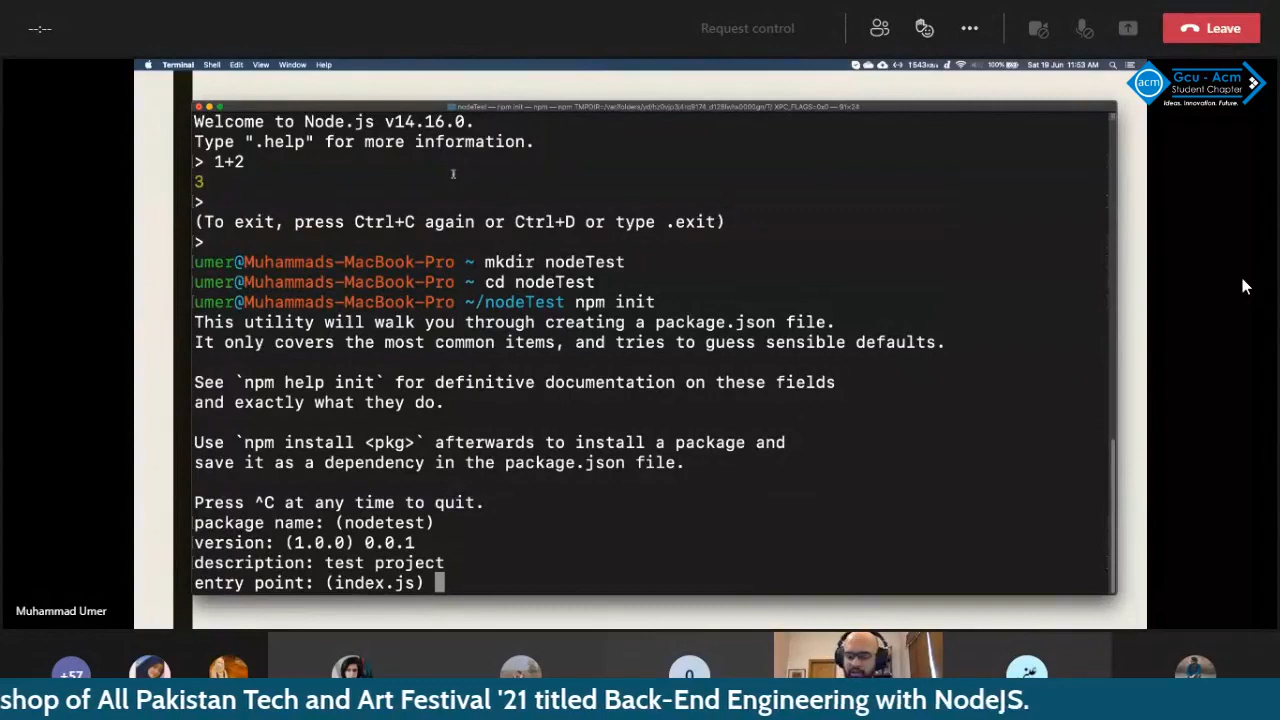 --:--
Request control
Leave
Terminal Shell Edit View Window Help
100% Sat 19 Jun 11:53 AM
acm
Gcu - Acm
Student Chapter
Ideas. Innovation. Future.
Welcome to Node.js v14.16.0.
Type ".help" for more information.
> 1+2
3
>
(To exit, press Ctrl+C again or Ctrl+D or type .exit)
>
umer@Muhammads-MacBook-Pro ~ mkdir nodeTest
umer@Muhammads-MacBook-Pro ~ cd nodeTest
umer@Muhammads-MacBook-Pro ~/nodeTest npm init
This utility will walk you through creating a package.json file.
It only covers the most common items, and tries to guess sensible defaults.
See `npm help init` for definitive documentation on these fields
and exactly what they do.
Use `npm install <pkg>` afterwards to install a package and
save it as a dependency in the package.json file.
Press ^C at any time to quit.
package name: (nodetest)
version: (1.0.0) 0.0.1
description: test project
entry point: (index.js)
Muhammad Umer
+57
shop of All Pakistan Tech and Art Festival '21 titled Back-End Engineering with NodeJS.